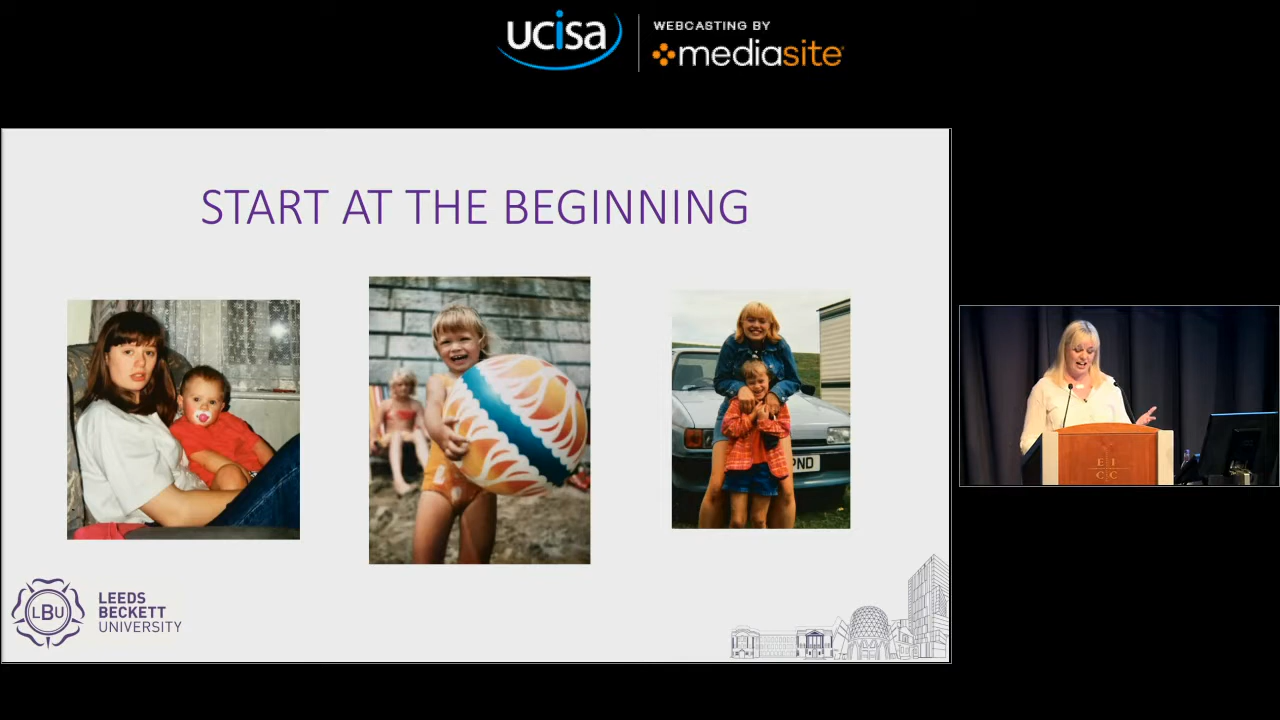 ucisa
WEBCASTING BY
mediasite
START AT THE BEGINNING
PND
LBU
LEEDS
BECKETT
UNIVERSITY
E I
C C